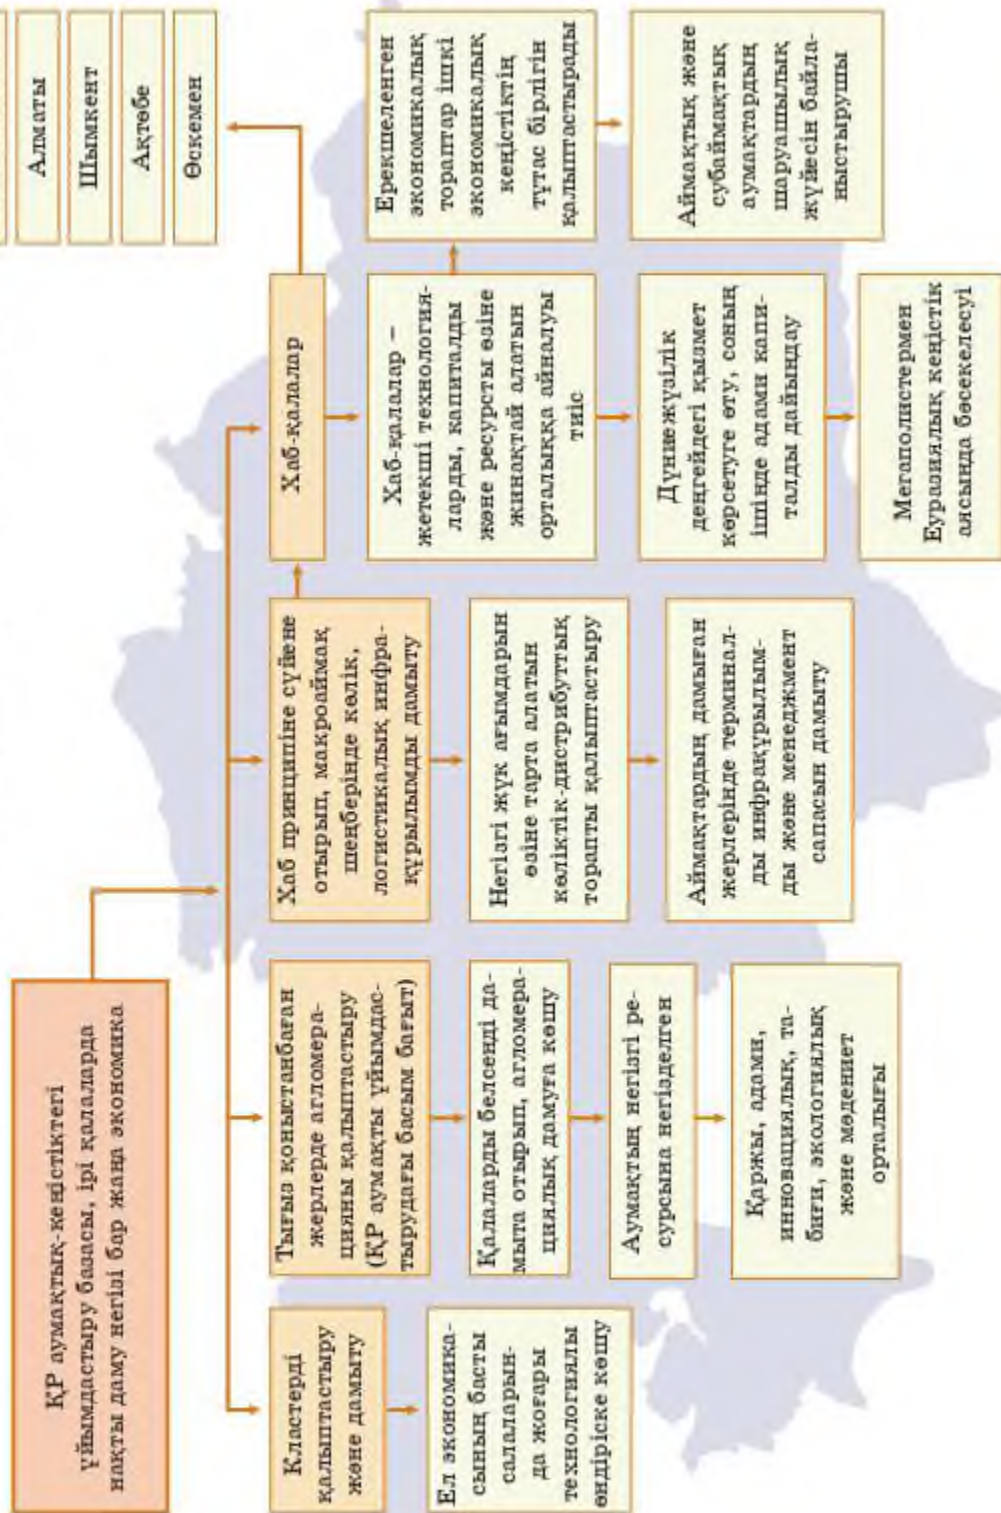 ҚР аумақтық-кеңістіктегі
ұйымдастыру базасы, ірі қалаларда
нақты даму негізі бар жаңа экономика
Кластерді
қалыптастыру
және дамыту
Ел экономика-
сының басты
салаларын-
да жоғары
технологиялы
өндіріске көшу
Тығыз қоныстанбаған
жерлерде агломера-
цияны қалыптастыру
(ҚР аумақты ұйымдас-
тырудағы басым бағыт)
Қалаларды белсенді да-
мыта отырып, агломера-
циялық дамуға көшу
Аумақтың негізгі ре-
сурсына негізделген
Қаржы, адами,
инновациялық, та-
биғи, экологиялық
және мәдениет
орталығы
Хаб принципіне сүйене
отырып, макроаймақ
шеңберінде көлік,
логистикалық инфра-
құрылымды дамыту
Негізгі жүк ағымдарын
өзіне тарта алатын
көліктік-дистрибуттық
торапты қалыптастыру
Аймақтардың дамыған
жерлерінде терминал-
ды инфрақұрылым-
ды және менеджмент
сапасын дамыту
Хаб-қалалар
Хаб-қалалар –
жетекші технология-
ларды, капиталды
және ресурсты өзіне
жинақтай алатын
орталыққа айналуы
тиіс
Дүниежүзілік
деңгейдегі қызмет
көрсетуге өту, соның
ішінде адами капи-
талды дайындау
Мегаполистермен
Еуразиялық кеңістік
аясында бәсекелесуі
Алматы
Шымкент
Ақтөбе
Өскемен
Ерекшеленген
экономикалық
тораптар ішкі
экономикалық
кеңістіктің
тұтас бірлігін
қалыптастырады
Аймақтық және
субаймақтық
аумақтардың
шаруашылық
жүйесін байла-
ныстырушы